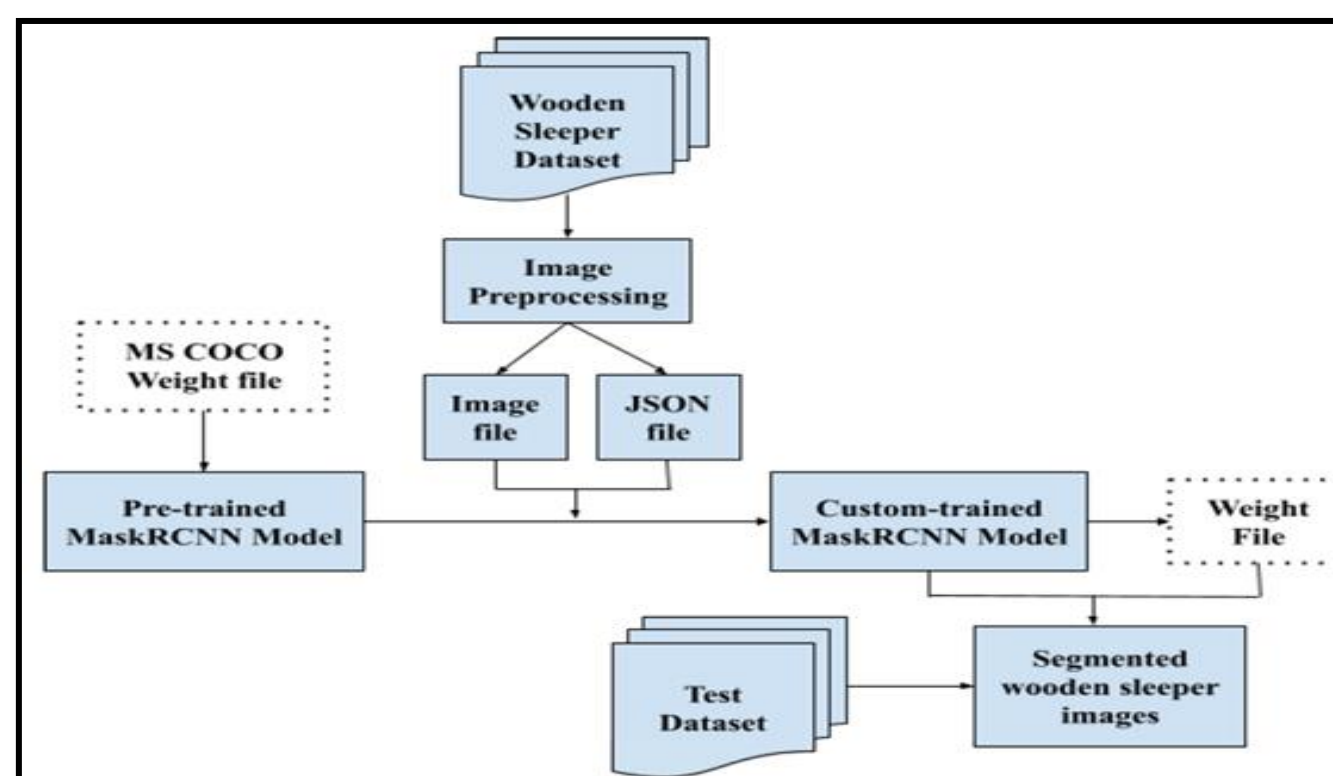 Wooden
Sleeper
Dataset
Image
Preprocessing
MS COCO
Weight file
Image
file
JSON
file
Pre-trained
MaskRCNN Model
Custom-trained
MaskRCNN Model
Weight
File
Test
Dataset
Segmented
wooden sleeper
images